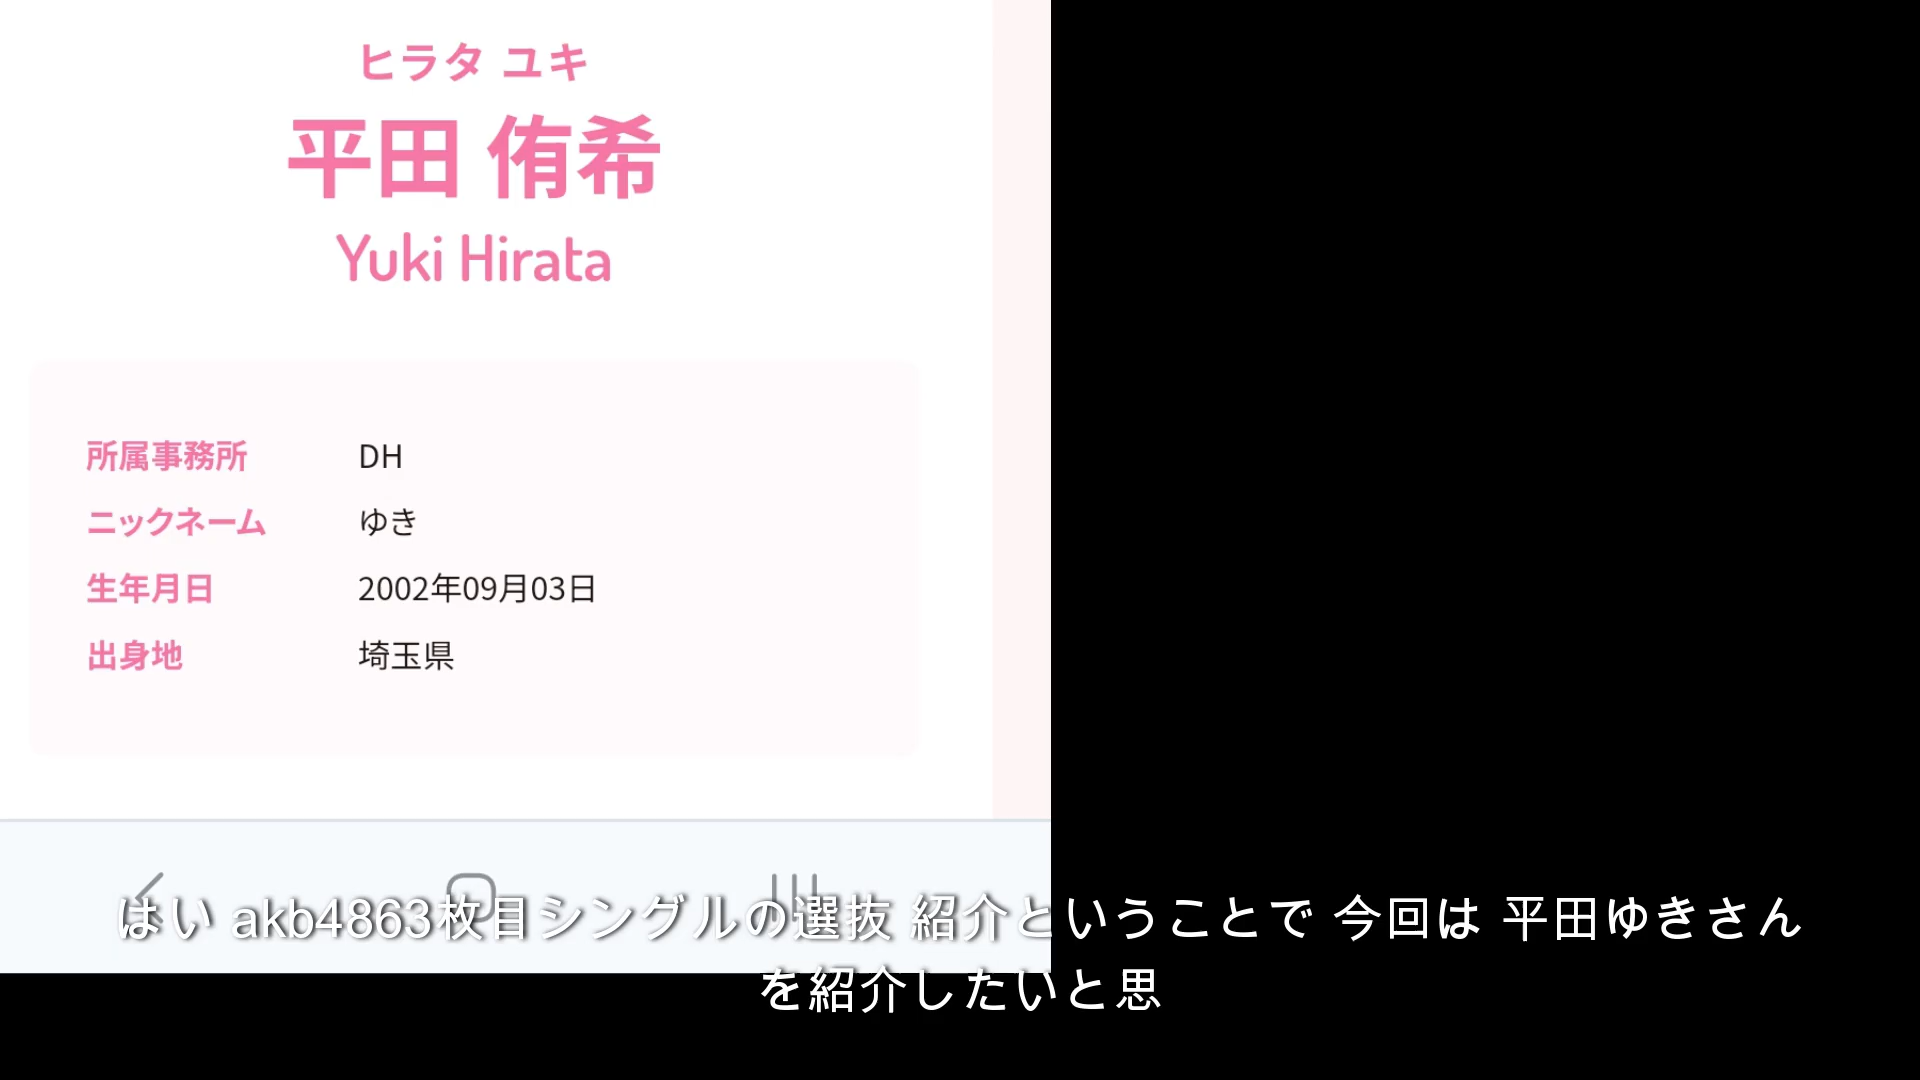 ヒラタ ユキ
平田 侑希
Yuki Hirata
所属事務所 DH
ニックネーム ゆき
生年月日 2002年09月03日
出身地 埼玉県
はい akb4863枚目シングルの選抜 紹介ということで 今回は 平田ゆきさん
を紹介したいと思